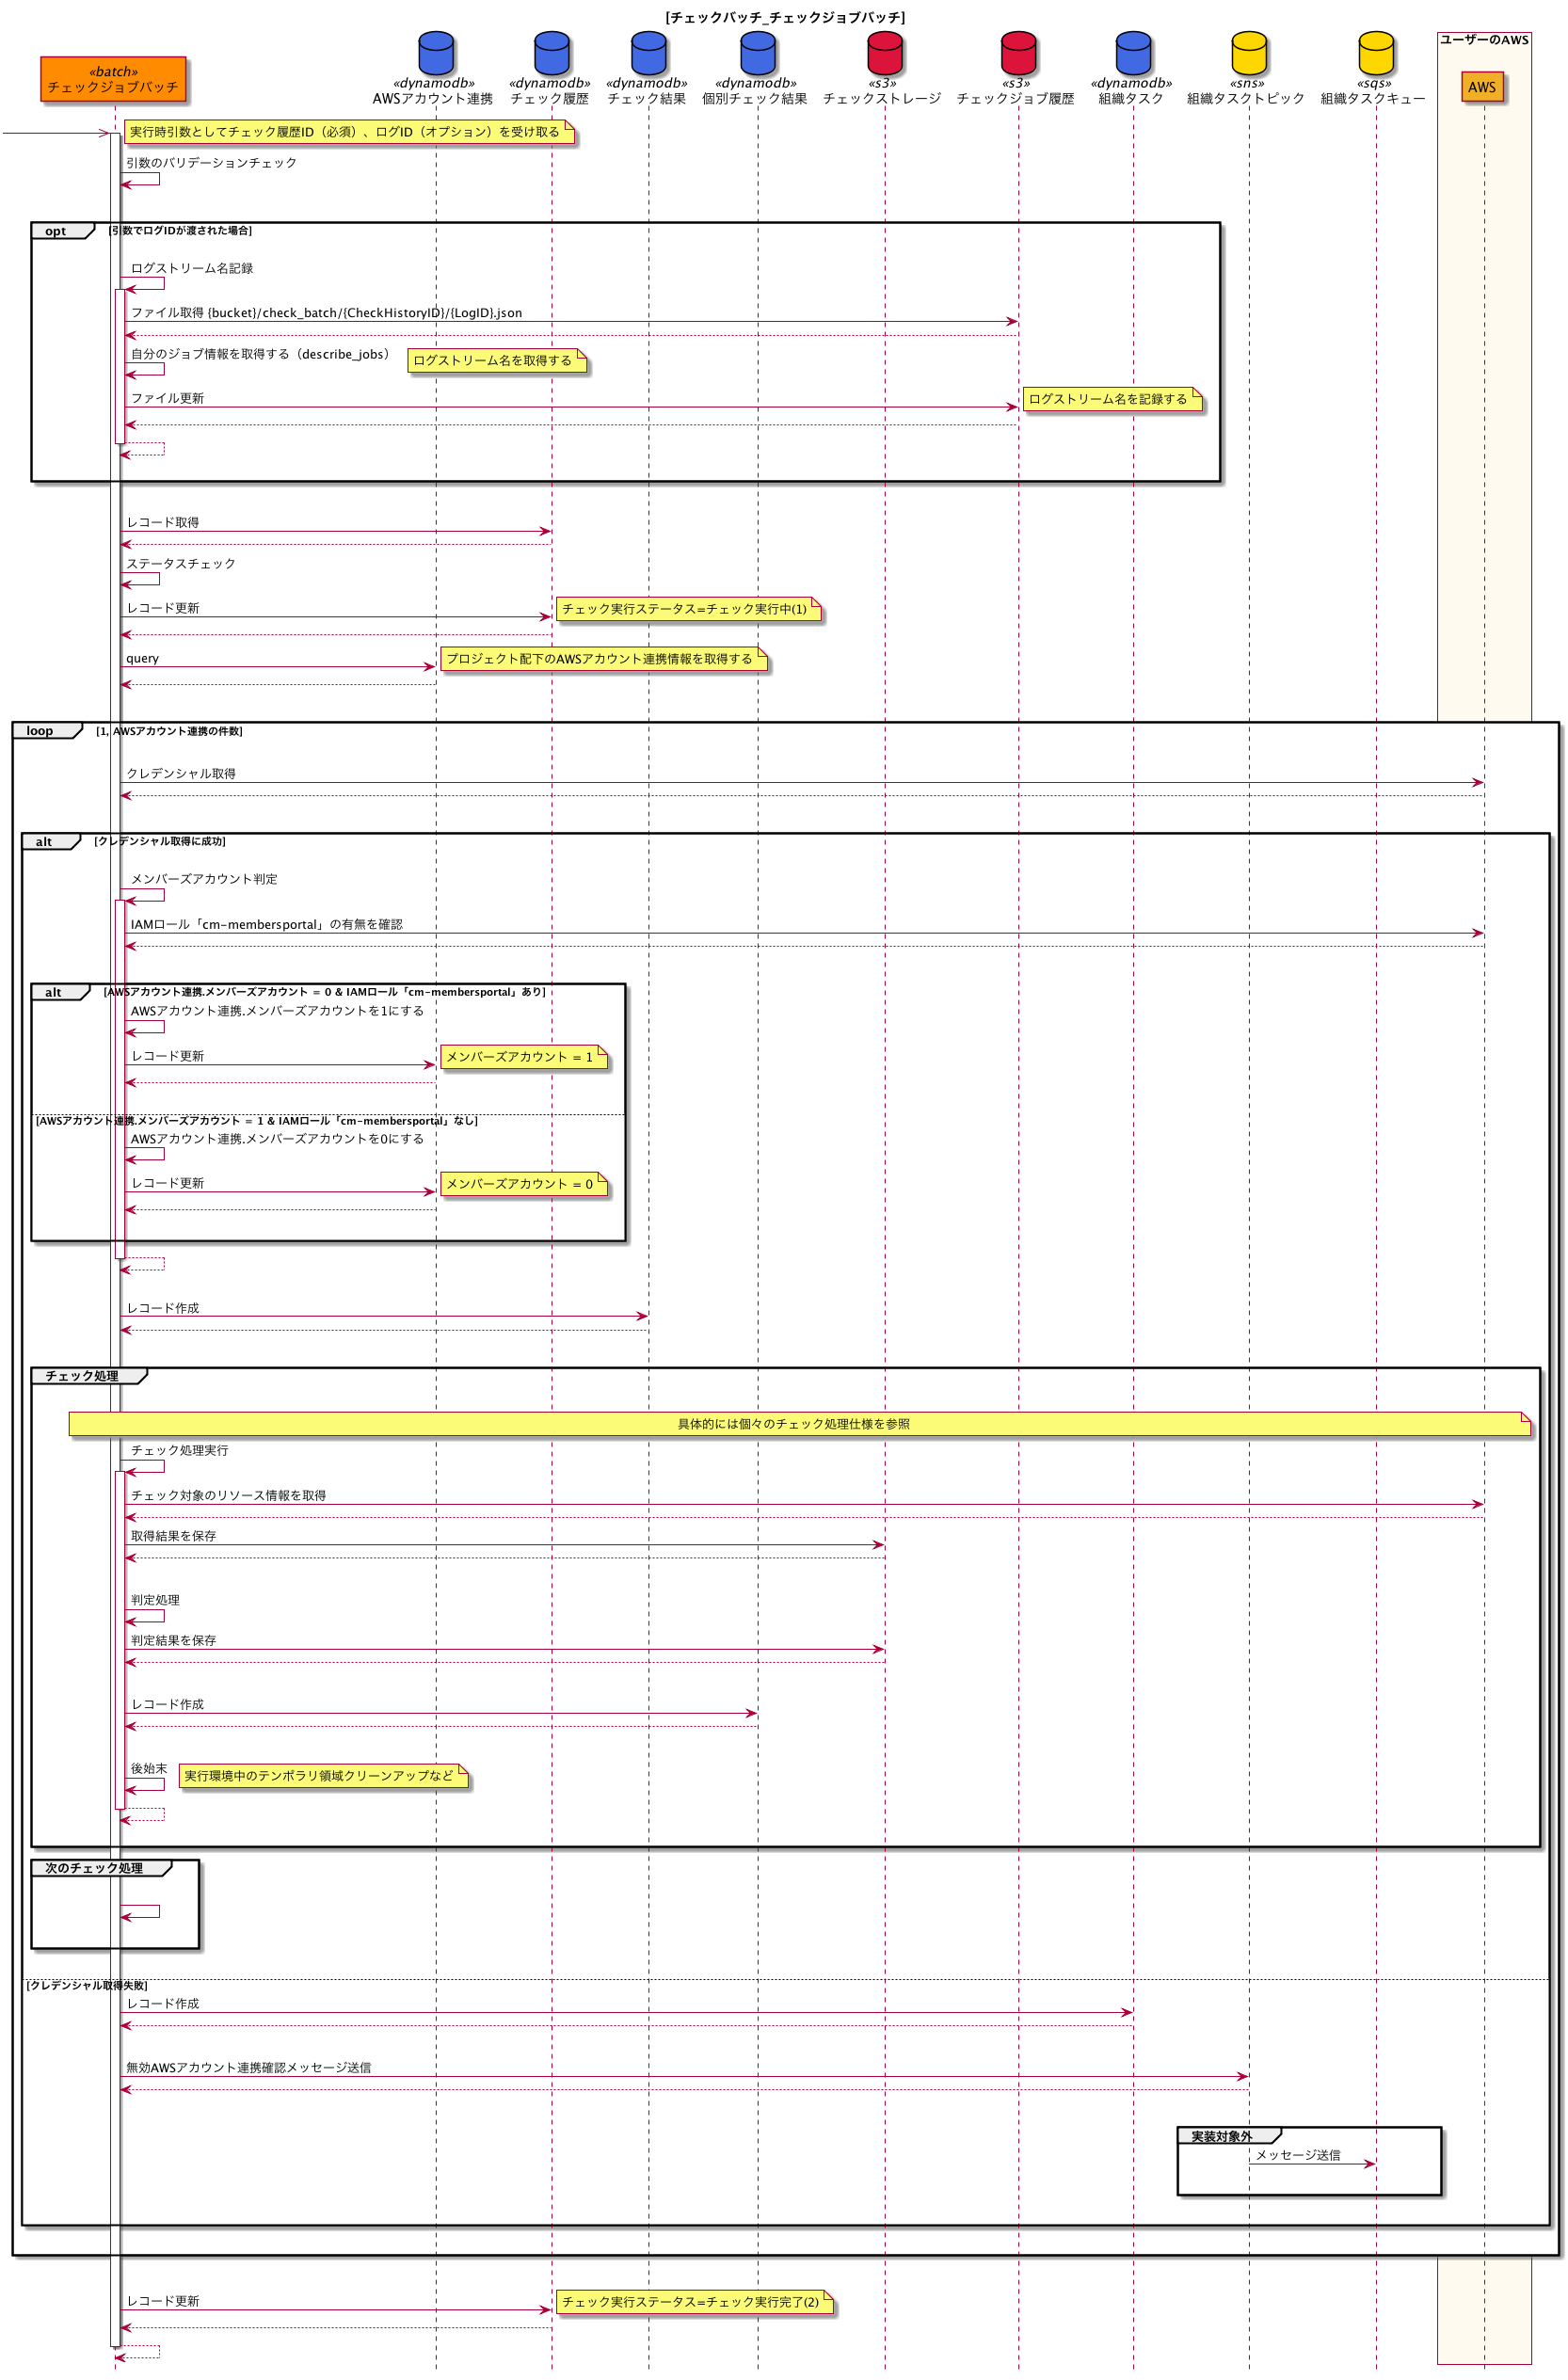 [チェックバッチ_チェックジョブバッチ]
ユーザーのAWS
«batch»
チェックジョブバッチ
«dynamodb»
AWSアカウント連携
«dynamodb»
チェック履歴
«dynamodb»
チェック結果
«dynamodb»
個別チェック結果
«s3»
チェックストレージ
«s3»
チェックジョブ履歴
«dynamodb»
組織タスク
«sns»
組織タスクトピック
«sqs»
組織タスクキュー
AWS
実行時引数としてチェック履歴ID（必須）、ログID（オプション）を受け取る
引数のバリデーションチェック
opt [引数でログIDが渡された場合]
ログストリーム名記録
ファイル取得 {bucket}/check_batch/{CheckHistoryID}/{LogID}.json
自分のジョブ情報を取得する（describe_jobs）
ログストリーム名を取得する
ファイル更新
ログストリーム名を記録する
レコード取得
ステータスチェック
レコード更新
チェック実行ステータス=チェック実行中(1)
query
プロジェクト配下のAWSアカウント連携情報を取得する
loop [1, AWSアカウント連携の件数]
クレデンシャル取得
alt [クレデンシャル取得に成功]
メンバーズアカウント判定
IAMロール「cm-membersportal」の有無を確認
alt [AWSアカウント連携.メンバーズアカウント = 0 & IAMロール「cm-membersportal」あり]
AWSアカウント連携.メンバーズアカウントを1にする
レコード更新
メンバーズアカウント = 1
[AWSアカウント連携.メンバーズアカウント = 1 & IAMロール「cm-membersportal」なし]
AWSアカウント連携.メンバーズアカウントを0にする
レコード更新
メンバーズアカウント = 0
レコード作成
チェック処理
具体的には個々のチェック処理仕様を参照
チェック処理実行
チェック対象のリソース情報を取得
取得結果を保存
判定処理
判定結果を保存
レコード作成
後始末
実行環境中のテンポラリ領域クリーンアップなど
次のチェック処理
[クレデンシャル取得失敗]
レコード作成
無効AWSアカウント連携確認メッセージ送信
実装対象外
メッセージ送信
レコード更新
チェック実行ステータス=チェック実行完了(2)